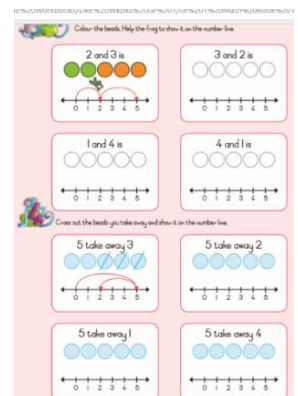 Colour the beads. Help the frog to show it on the number line.
2 and 3 is
3 and 2 is
0 1 2 3 4 5
0 1 2 3 4 5
1 and 4 is
4 and 1 is
0 1 2 3 4 5
0 1 2 3 4 5
Cross out the beads you take away and show it on the number line.
5 take away 3
5 take away 2
0 1 2 3 4 5
0 1 2 3 4 5
5 take away 1
5 take away 4
0 1 2 3 4 5
0 1 2 3 4 5